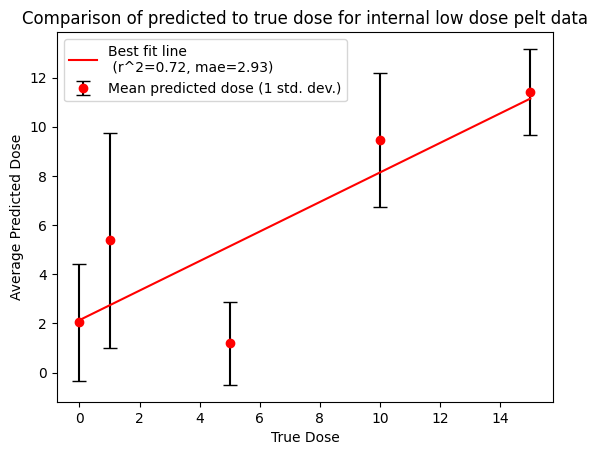 Comparison of predicted to true dose for internal low dose pelt data
Best fit line
(r^2=0.72, mae=2.93)
Mean predicted dose (1 std. dev.)
Average Predicted Dose
12
10
8
6
4
2
0
0 2 4 6 8 10 12 14
True Dose